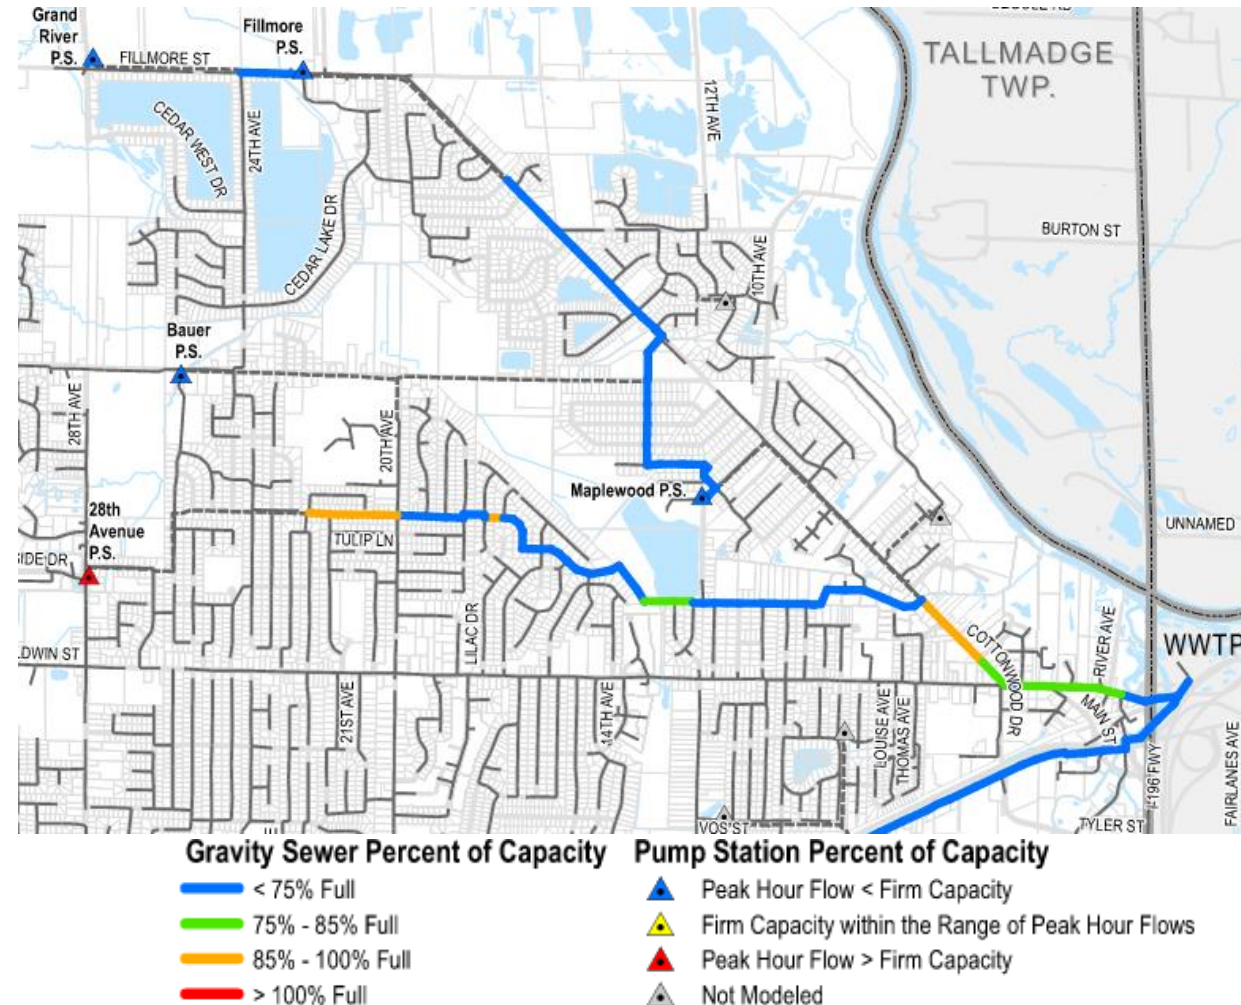 Grand
River
P.S.
FILLMORE ST
Fillmore
P.S.
TALLMADGE
TWP.
12TH AVE
24TH AVE
CEDAR WEST DR
CEDAR LAKE DR
BURTON ST
10TH AVE
Bauer
P.S.
28TH AVE
20TH AVE
Maplewood P.S.
28th
Avenue
P.S.
UNNAMED
TULIP LN
SIDE DR
LILAC DR
COTTONWOOD DR
RIVER AVE
WWTP
LDWIN ST
21ST AVE
14TH AVE
LOUISE AVE
THOMAS AVE
MAIN ST
I-196 FWY
FAIRLANES AVE
VOS ST
TYLER ST
Gravity Sewer Percent of Capacity
< 75% Full
75% - 85% Full
85% - 100% Full
> 100% Full
Pump Station Percent of Capacity
Peak Hour Flow < Firm Capacity
Firm Capacity within the Range of Peak Hour Flows
Peak Hour Flow > Firm Capacity
Not Modeled